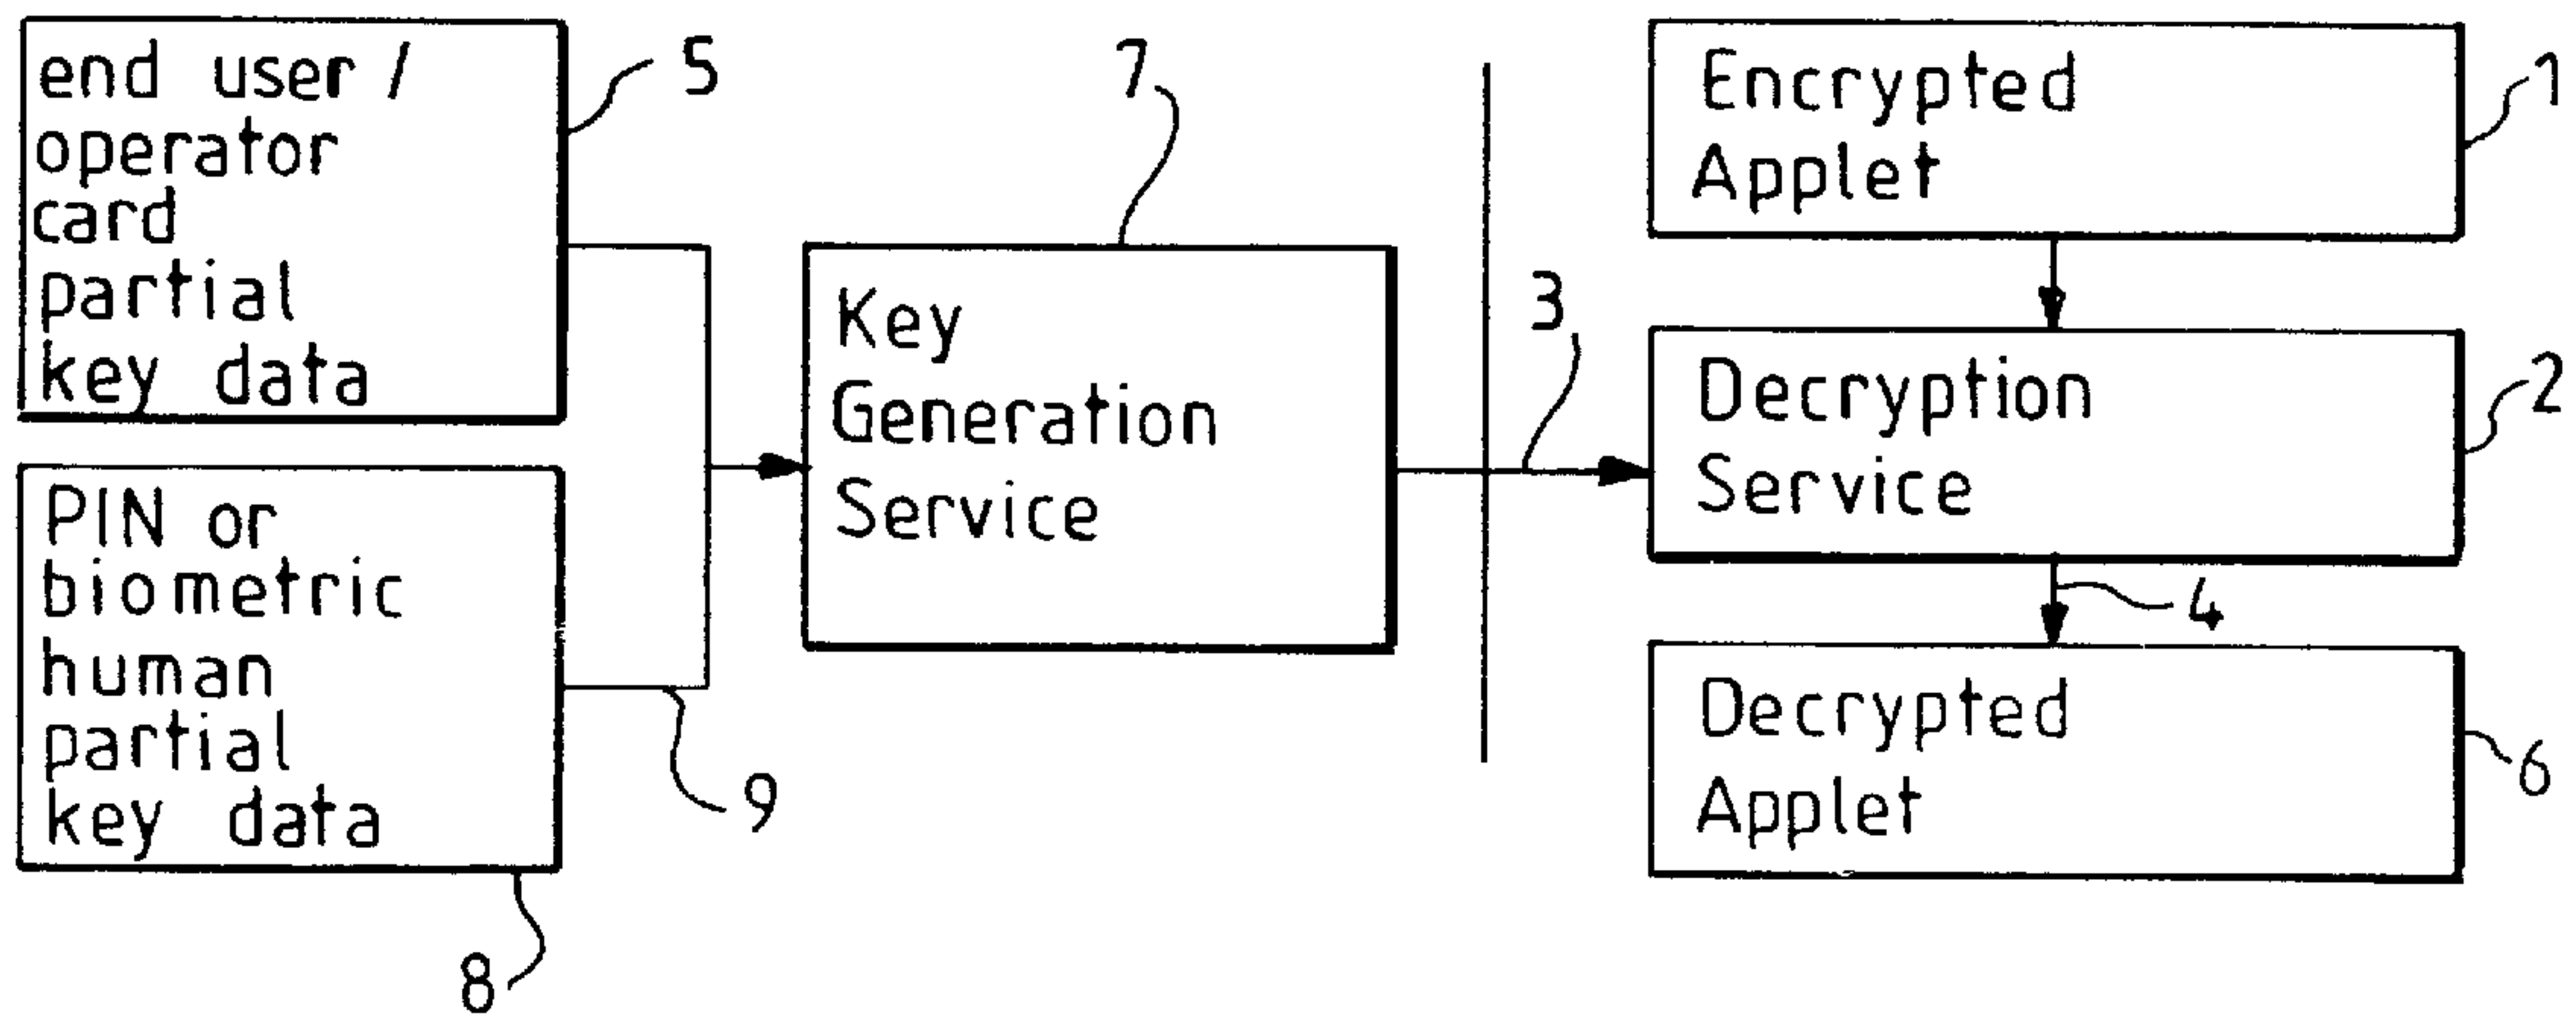 end user /
operator
card
partial
key data
5
PIN or
biometric
human
partial
key data
8
9
7
Key
Generation
Service
3
Encrypted
Applet
1
Decryption
Service
2
4
Decrypted
Applet
6